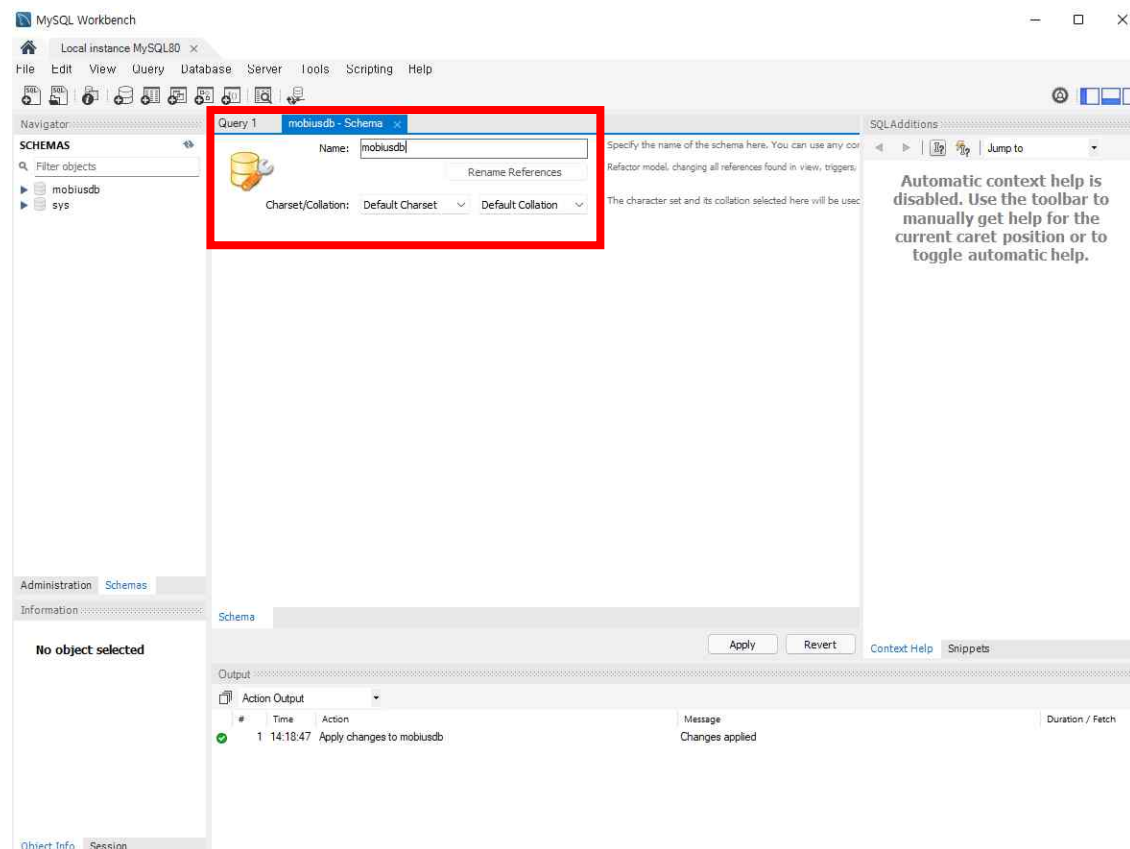 MySQL Workbench
Local instance MySQL80
File Edit View Query Database Server Tools Scripting Help
Navigator
SCHEMAS
Filter objects
mobiusdb
sys
Administration Schemas
Information
No object selected
Object Info Session
Query 1 mobiusdb - Schema
Name: mobiusdb
Rename References
Charset/Collation: Default Charset Default Collation
Specify the name of the schema here. You can use any cor
Refactor model, changing all references found in view, triggers,
The character set and its collation selected here will be used
Schema
Apply Revert
SQLAdditions
Jump to
Automatic context help is
disabled. Use the toolbar to
manually get help for the
current caret position or to
toggle automatic help.
Context Help Snippets
Output
Action Output
# Time Action Message Duration / Fetch
1 14:18:47 Apply changes to mobiusdb Changes applied